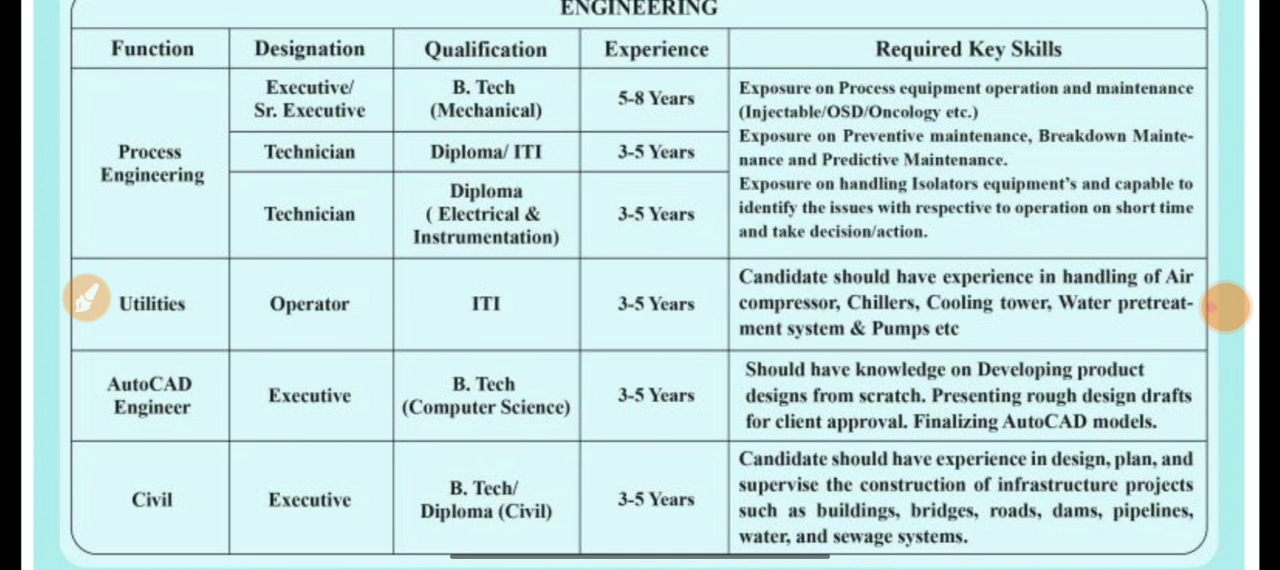 ENGINEERING
Function Designation Qualification Experience Required Key Skills
Process
Engineering
Executive/
Sr. Executive
B. Tech
(Mechanical)
5-8 Years
Technician
Diploma/ ITI
3-5 Years
Technician
Diploma
( Electrical &
Instrumentation)
3-5 Years
Exposure on Process equipment operation and maintenance
(Injectable/OSD/Oncology etc.)
Exposure on Preventive maintenance, Breakdown Mainte-
nance and Predictive Maintenance.
Exposure on handling Isolators equipment's and capable to
identify the issues with respective to operation on short time
and take decision/action.
Utilities
Operator
ITI
3-5 Years
Candidate should have experience in handling of Air
compressor, Chillers, Cooling tower, Water pretreat-
ment system & Pumps etc
AutoCAD
Engineer
Executive
B. Tech
(Computer Science)
3-5 Years
Should have knowledge on Developing product
designs from scratch. Presenting rough design drafts
for client approval. Finalizing AutoCAD models.
Civil
Executive
B. Tech/
Diploma (Civil)
3-5 Years
Candidate should have experience in design, plan, and
supervise the construction of infrastructure projects
such as buildings, bridges, roads, dams, pipelines,
water, and sewage systems.